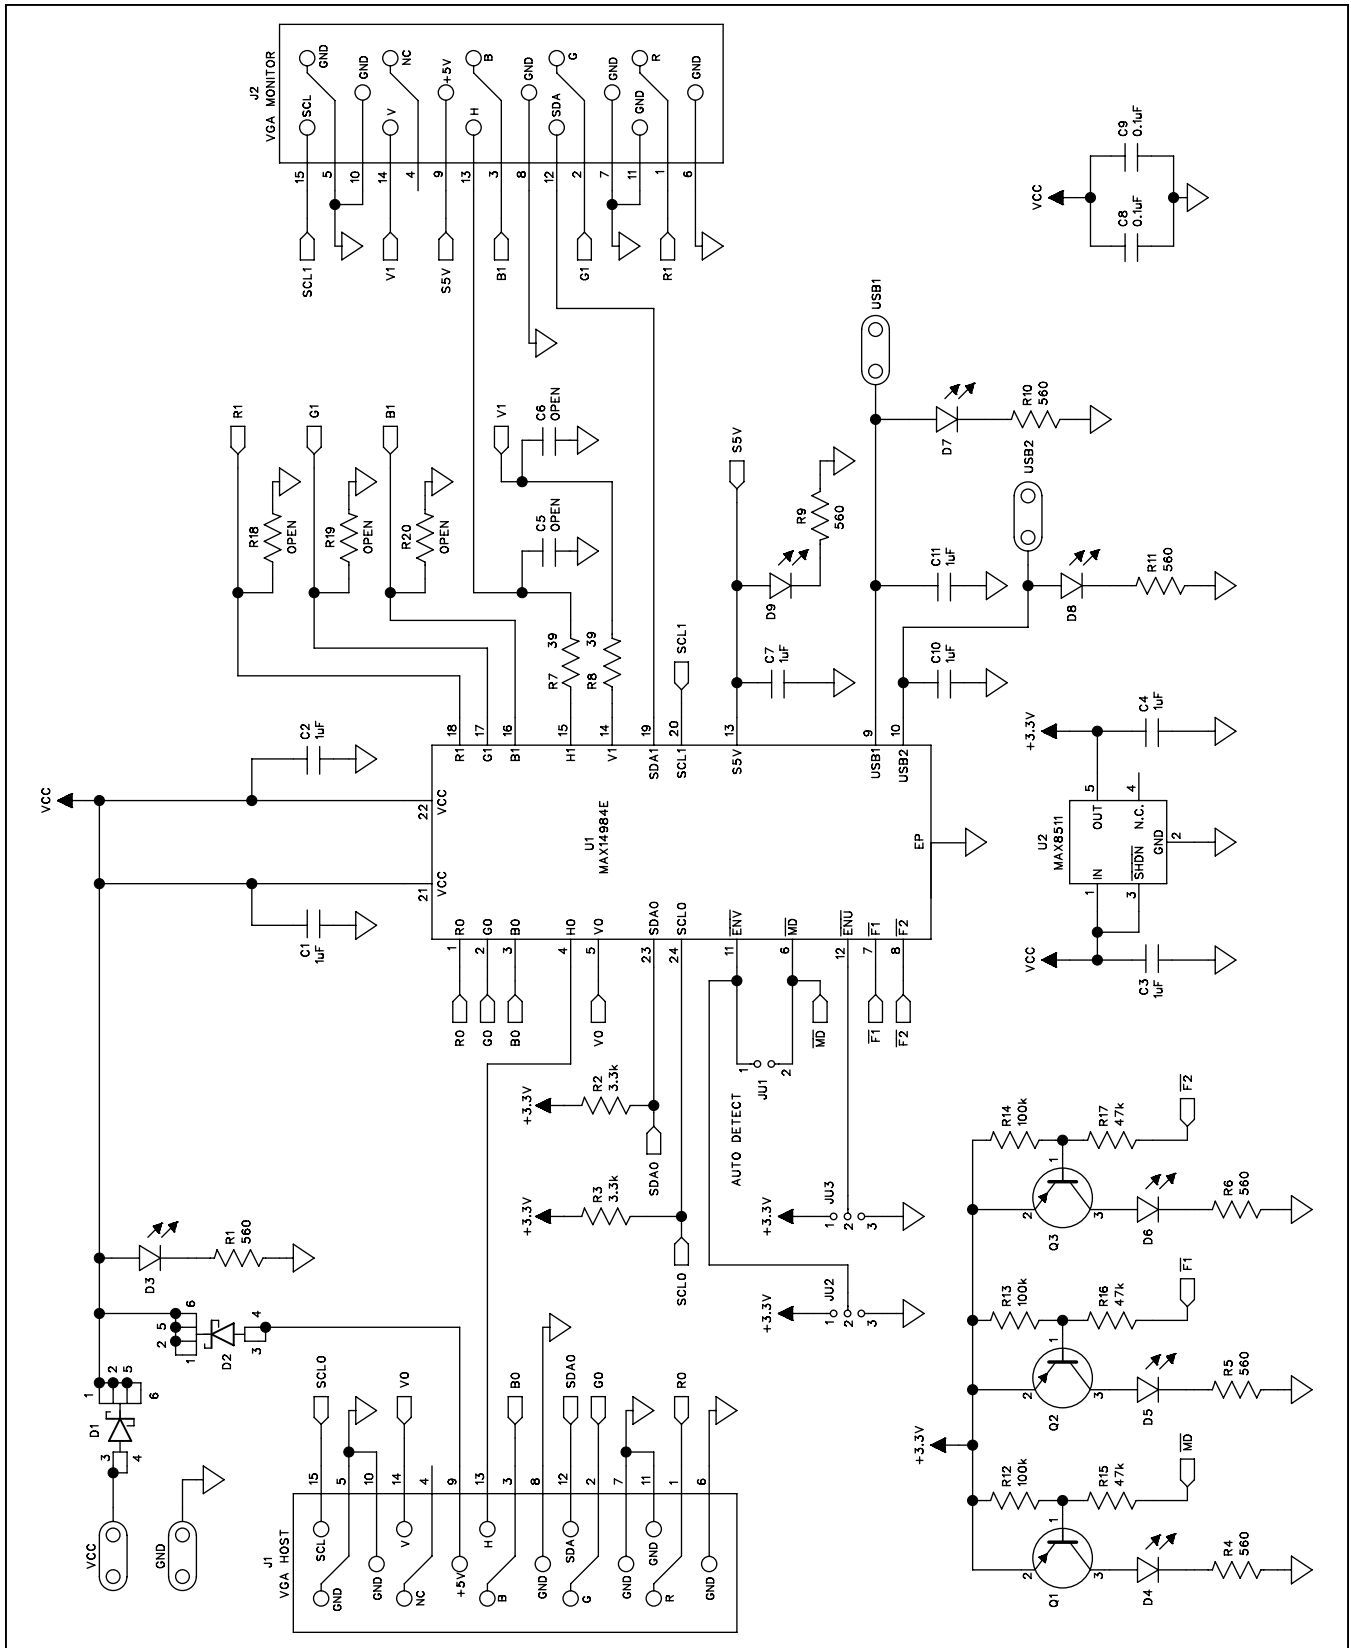 J2
VGA MONITOR
SCL
GND
GND
NC
V
+5V
B
H
GND
G
SDA
GND
R
GND
GND
15
5
10
14
4
9
13
3
8
12
2
7
11
1
6
SCL1
V1
S5V
B1
G1
R1
VCC
C8
0.1uF
C9
0.1uF
R1
G1
B1
V1
R18
OPEN
R19
OPEN
R20
OPEN
C5
OPEN
C6
OPEN
R7
39
R8
39
SCL1
S5V
D9
R9
560
C7
1uF
USB1
D7
R10
560
USB2
C11
1uF
D8
R11
560
C10
1uF
VCC
C2
1uF
C1
1uF
18
17
16
15
14
19
20
13
9
10
R1
G1
B1
H1
V1
SDA1
SCL1
S5V
USB1
USB2
22
VCC
21
VCC
U1
MAX14984E
EP
R0
G0
B0
H0
V0
SDA0
SCL0
ENV
MD
ENU
F1
F2
1
2
3
4
5
23
24
11
6
12
7
8
R0
G0
B0
V0
MD
F1
F2
1
2
JU1
AUTO DETECT
+3.3V
R2
3.3k
SDA0
+3.3V
R3
3.3k
SCL0
+3.3V
JU3
1
2
3
+3.3V
JU2
1
2
3
U2
MAX8511
IN
SHDN
OUT
N.C.
GND
1
3
5
4
2
+3.3V
C4
1uF
VCC
C3
1uF
D3
R1
560
D2
2
5
6
1
3
4
D1
1
2
5
6
3
4
VCC
GND
J1
VGA HOST
SCL
GND
GND
V
NC
+5V
H
B
GND
SDA
G
GND
GND
R
GND
15
5
10
14
4
9
13
3
8
12
2
7
11
1
6
SCL0
V0
B0
SDA0
G0
R0
+3.3V
R12
100k
R15
47k
MD
Q1
1
2
3
D4
R4
560
R13
100k
R16
47k
F1
Q2
1
2
3
D5
R5
560
R14
100k
R17
47k
F2
Q3
1
2
3
D6
R6
560